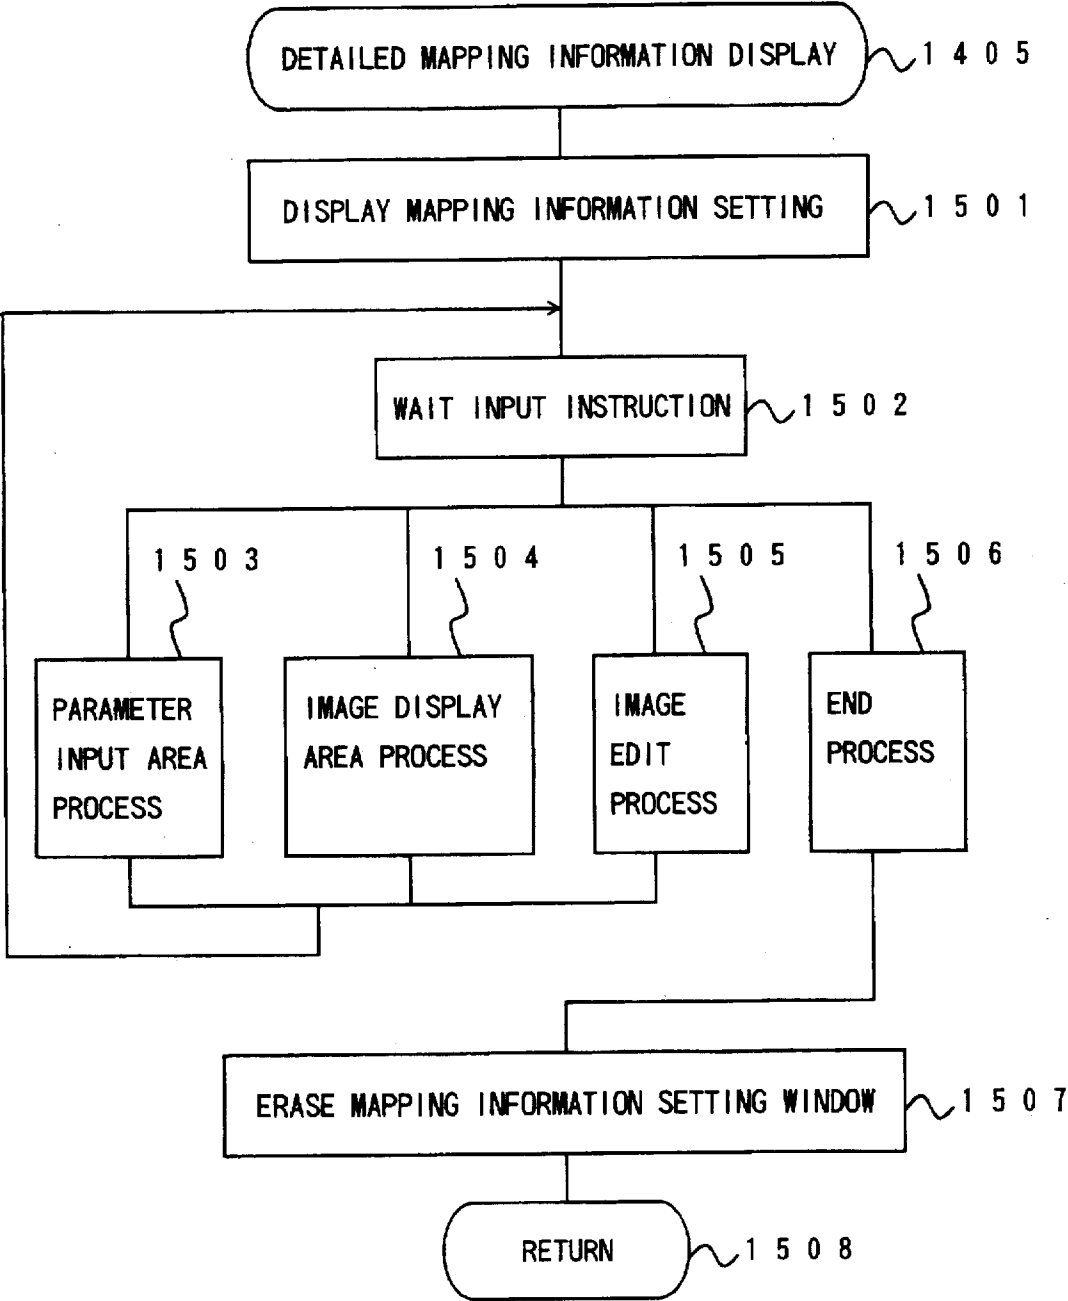 DETAILED MAPPING INFORMATION DISPLAY
1405
DISPLAY MAPPING INFORMATION SETTING
1501
WAIT INPUT INSTRUCTION
1502
1503
1504
1505
1506
PARAMETER
INPUT AREA
PROCESS
IMAGE DISPLAY
AREA PROCESS
IMAGE
EDIT
PROCESS
END
PROCESS
ERASE MAPPING INFORMATION SETTING WINDOW
1507
RETURN
1508